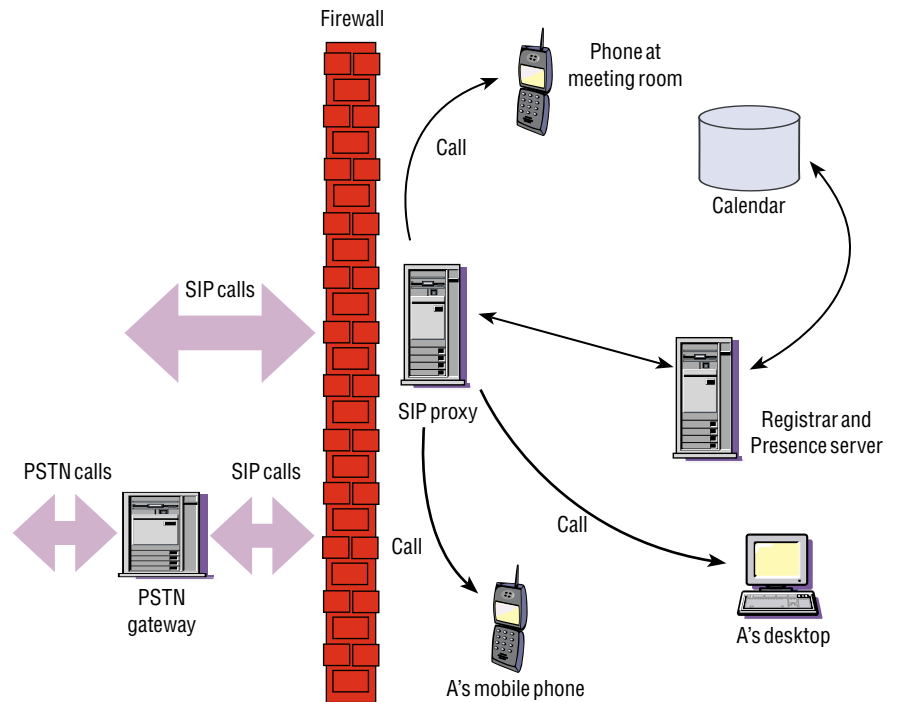 Firewall
Phone at
meeting room
Call
Calendar
SIP calls
SIP proxy
Registrar and
Presence server
PSTN calls
SIP calls
Call
Call
PSTN
gateway
A's desktop
A's mobile phone